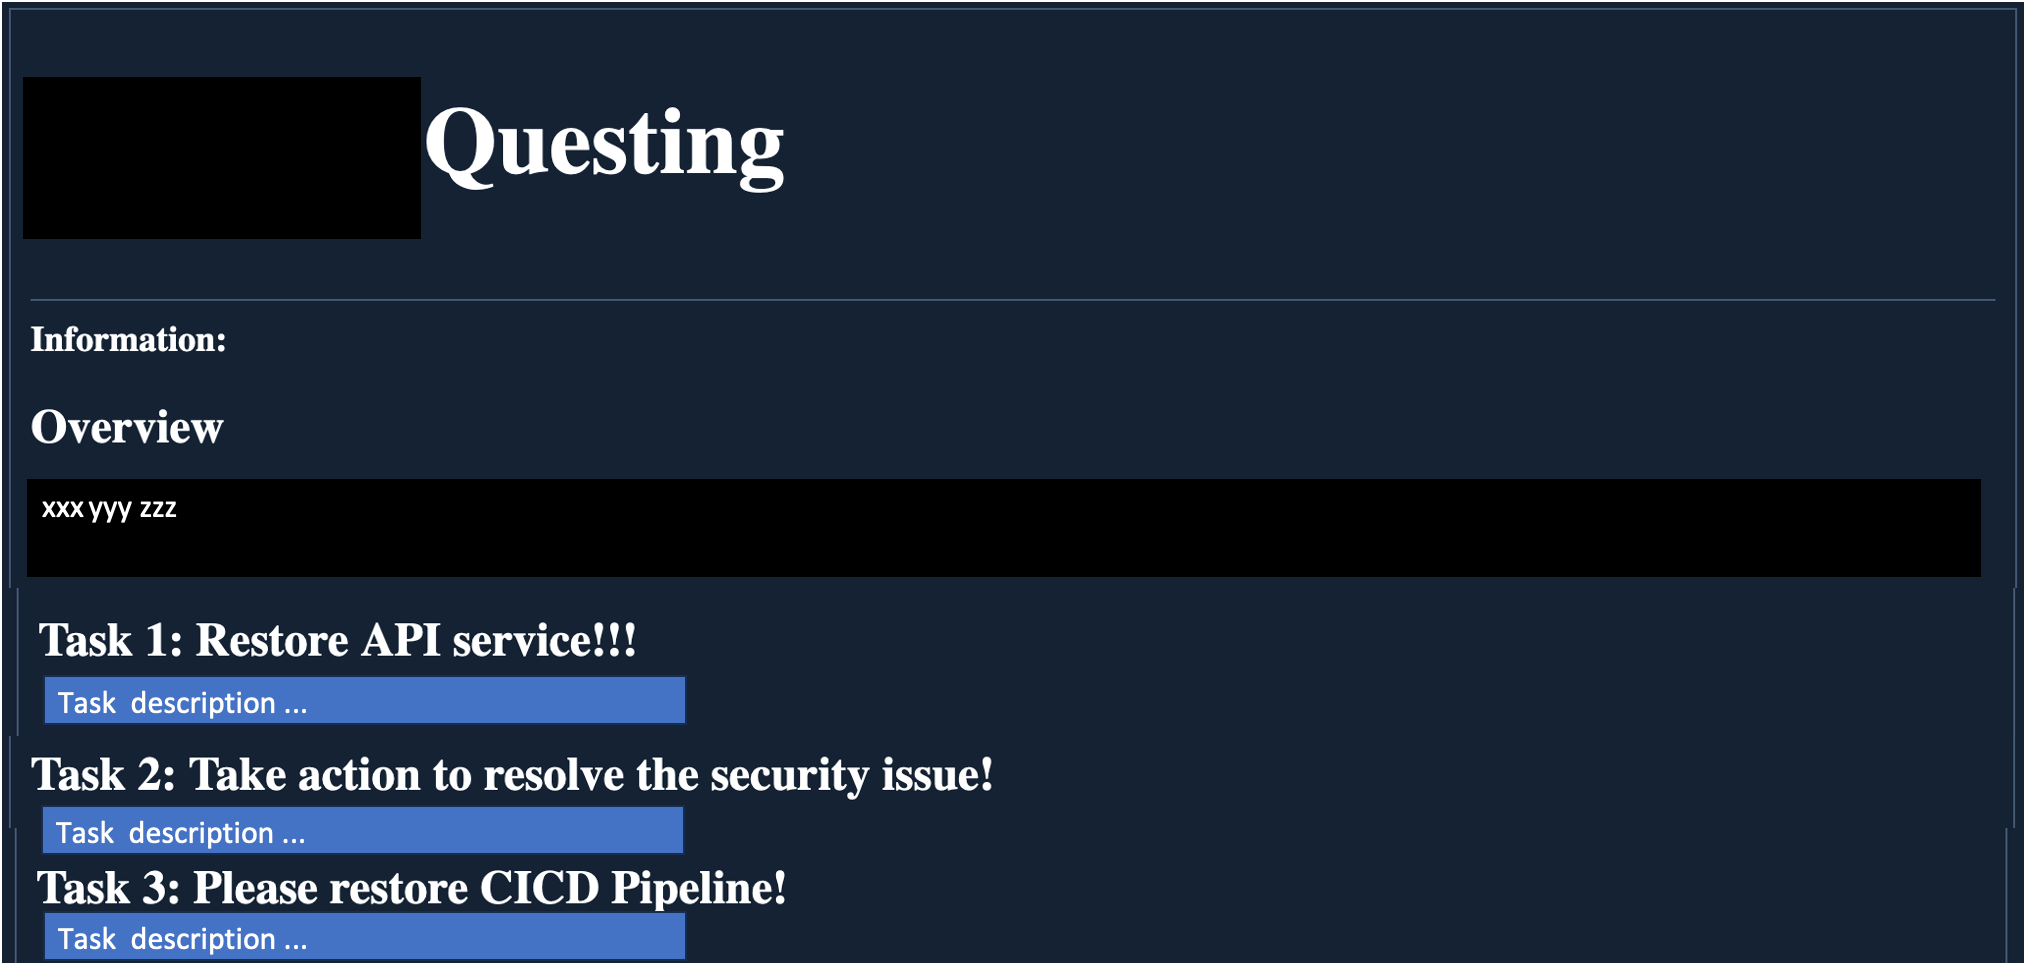 Questing
Information:
Overview
xxx yyy zzz
Task 1: Restore API service!!!
Task description ...
Task 2: Take action to resolve the security issue!
Task description ...
Task 3: Please restore CICD Pipeline!
Task description ...